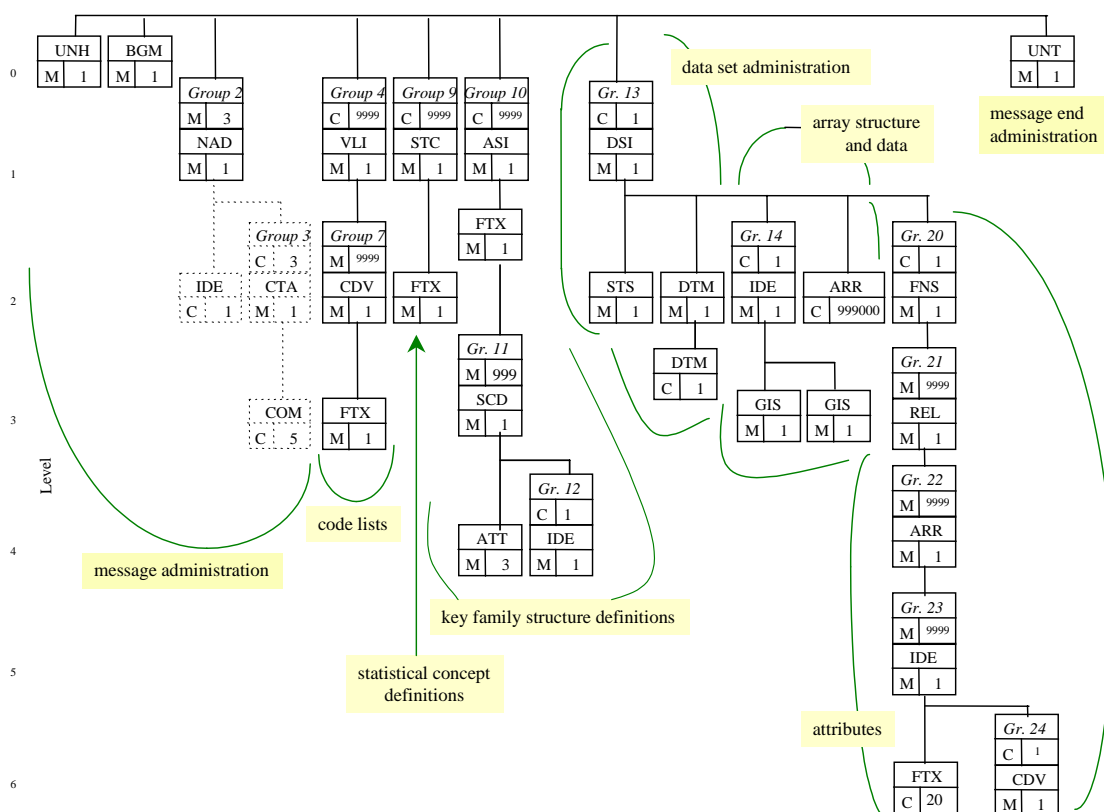 UNH
M 1
BGM
M 1
UNT
M 1
0
data set administration
message end
administration
Group 2
M 3
NAD
M 1
Group 4
C 9999
VLI
M 1
Group 9
C 9999
STC
M 1
Group 10
C 9999
ASI
M 1
Gr. 13
C 1
DSI
M 1
array structure
and data
1
Group 3
C 3
IDE
C 1
CTA
M 1
Group 7
M 9999
CDV
M 1
FTX
M 1
FTX
M 1
STS
M 1
DTM
M 1
Gr. 14
C 1
IDE
M 1
ARR
C 999000
Gr. 20
C 1
FNS
M 1
2
Gr. 11
M 999
SCD
M 1
DTM
C 1
Gr. 21
M 9999
REL
M 1
COM
C 5
FTX
M 1
GIS
M 1
GIS
M 1
3
Level
Gr. 12
C 1
IDE
M 1
ATT
M 3
Gr. 22
M 9999
ARR
M 1
code lists
4
message administration
key family structure definitions
Gr. 23
M 9999
IDE
M 1
statistical concept
definitions
5
attributes
Gr. 24
C 1
CDV
M 1
FTX
C 20
6